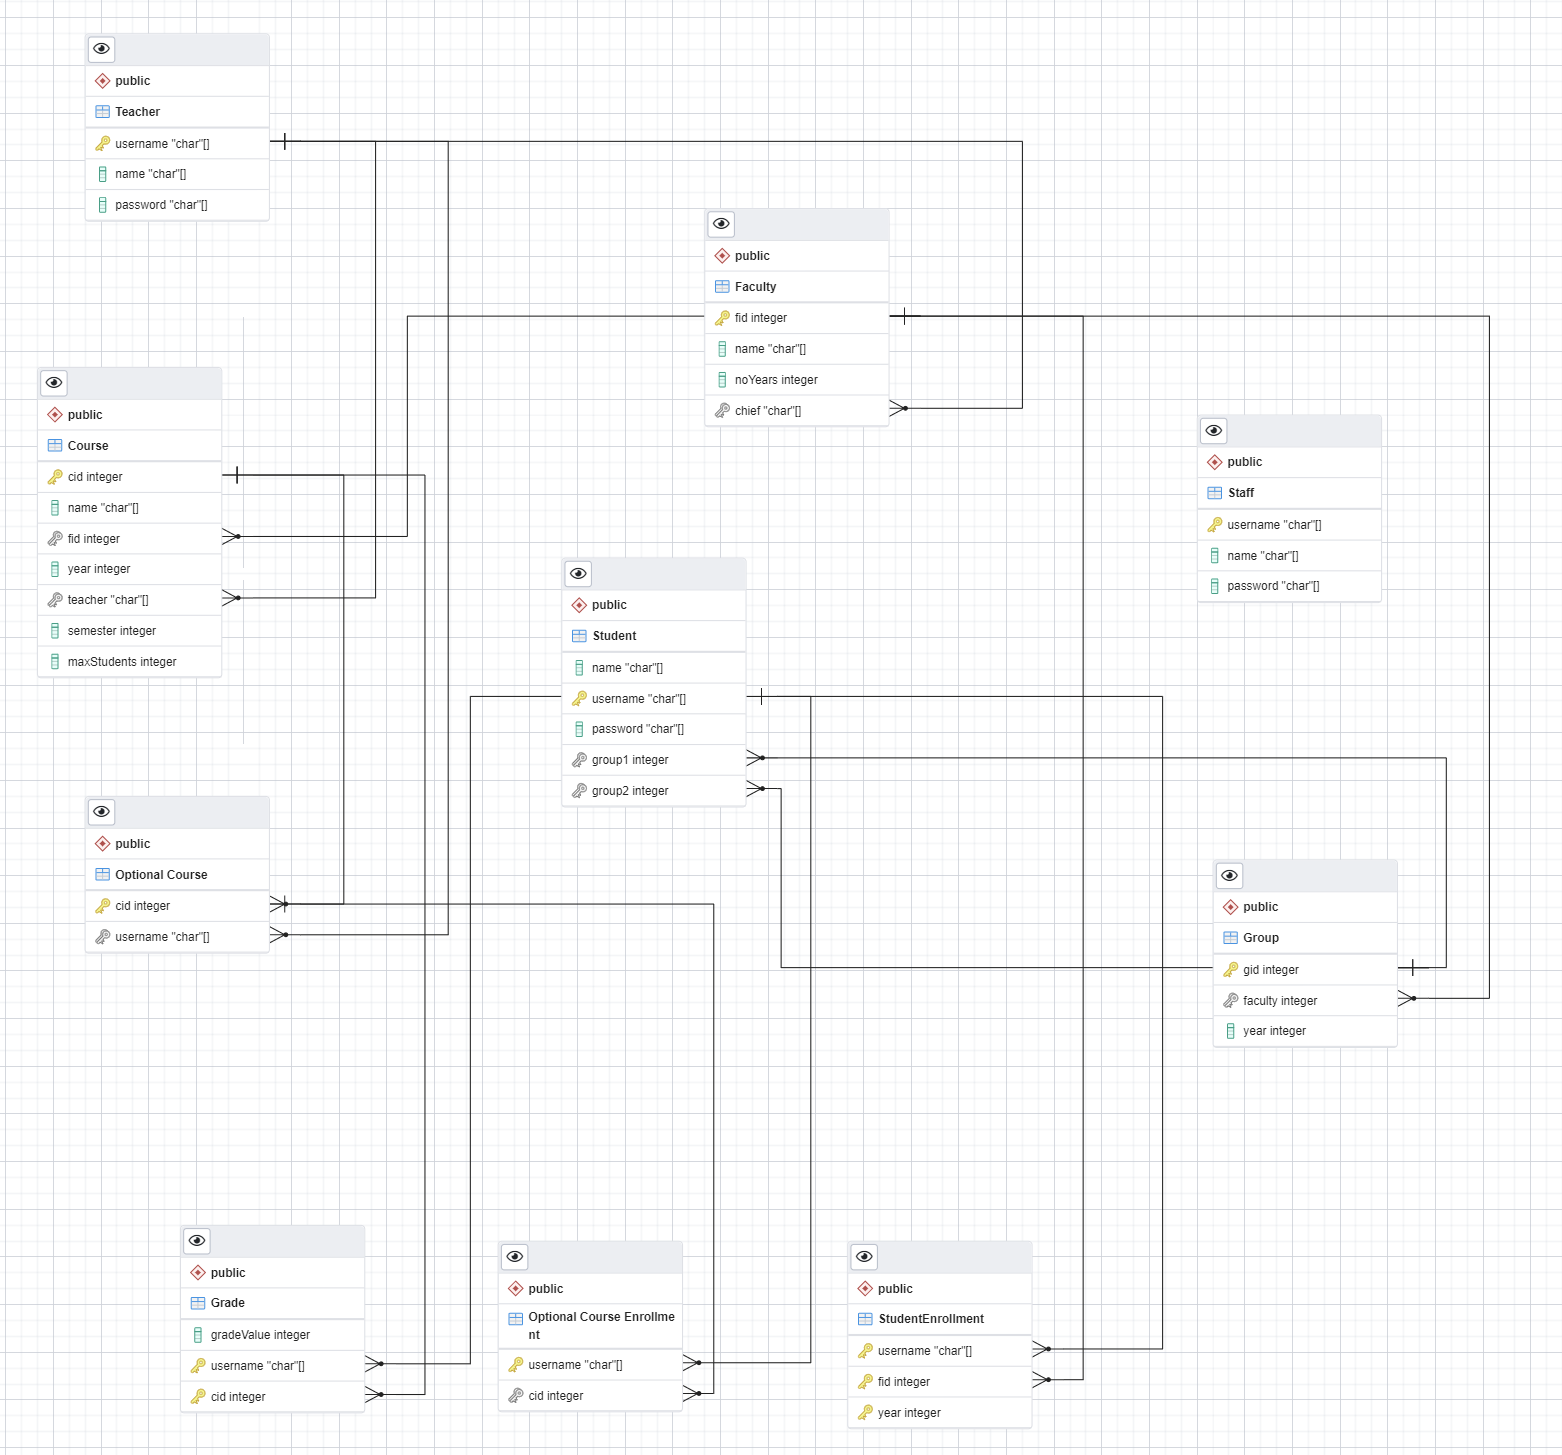 public
Teacher
username "char"[]
name "char"[]
password "char"[]
public
Faculty
fid integer
name "char"[]
noYears integer
chief "char"[]
public
Course
cid integer
name "char"[]
fid integer
year integer
teacher "char"[]
semester integer
maxStudents integer
public
Staff
username "char"[]
name "char"[]
password "char"[]
public
Student
name "char"[]
username "char"[]
password "char"[]
group1 integer
group2 integer
public
Optional Course
cid integer
username "char"[]
public
Group
gid integer
faculty integer
year integer
public
Grade
gradeValue integer
username "char"[]
cid integer
public
Optional Course Enrollme
nt
username "char"[]
cid integer
public
StudentEnrollment
username "char"[]
fid integer
year integer